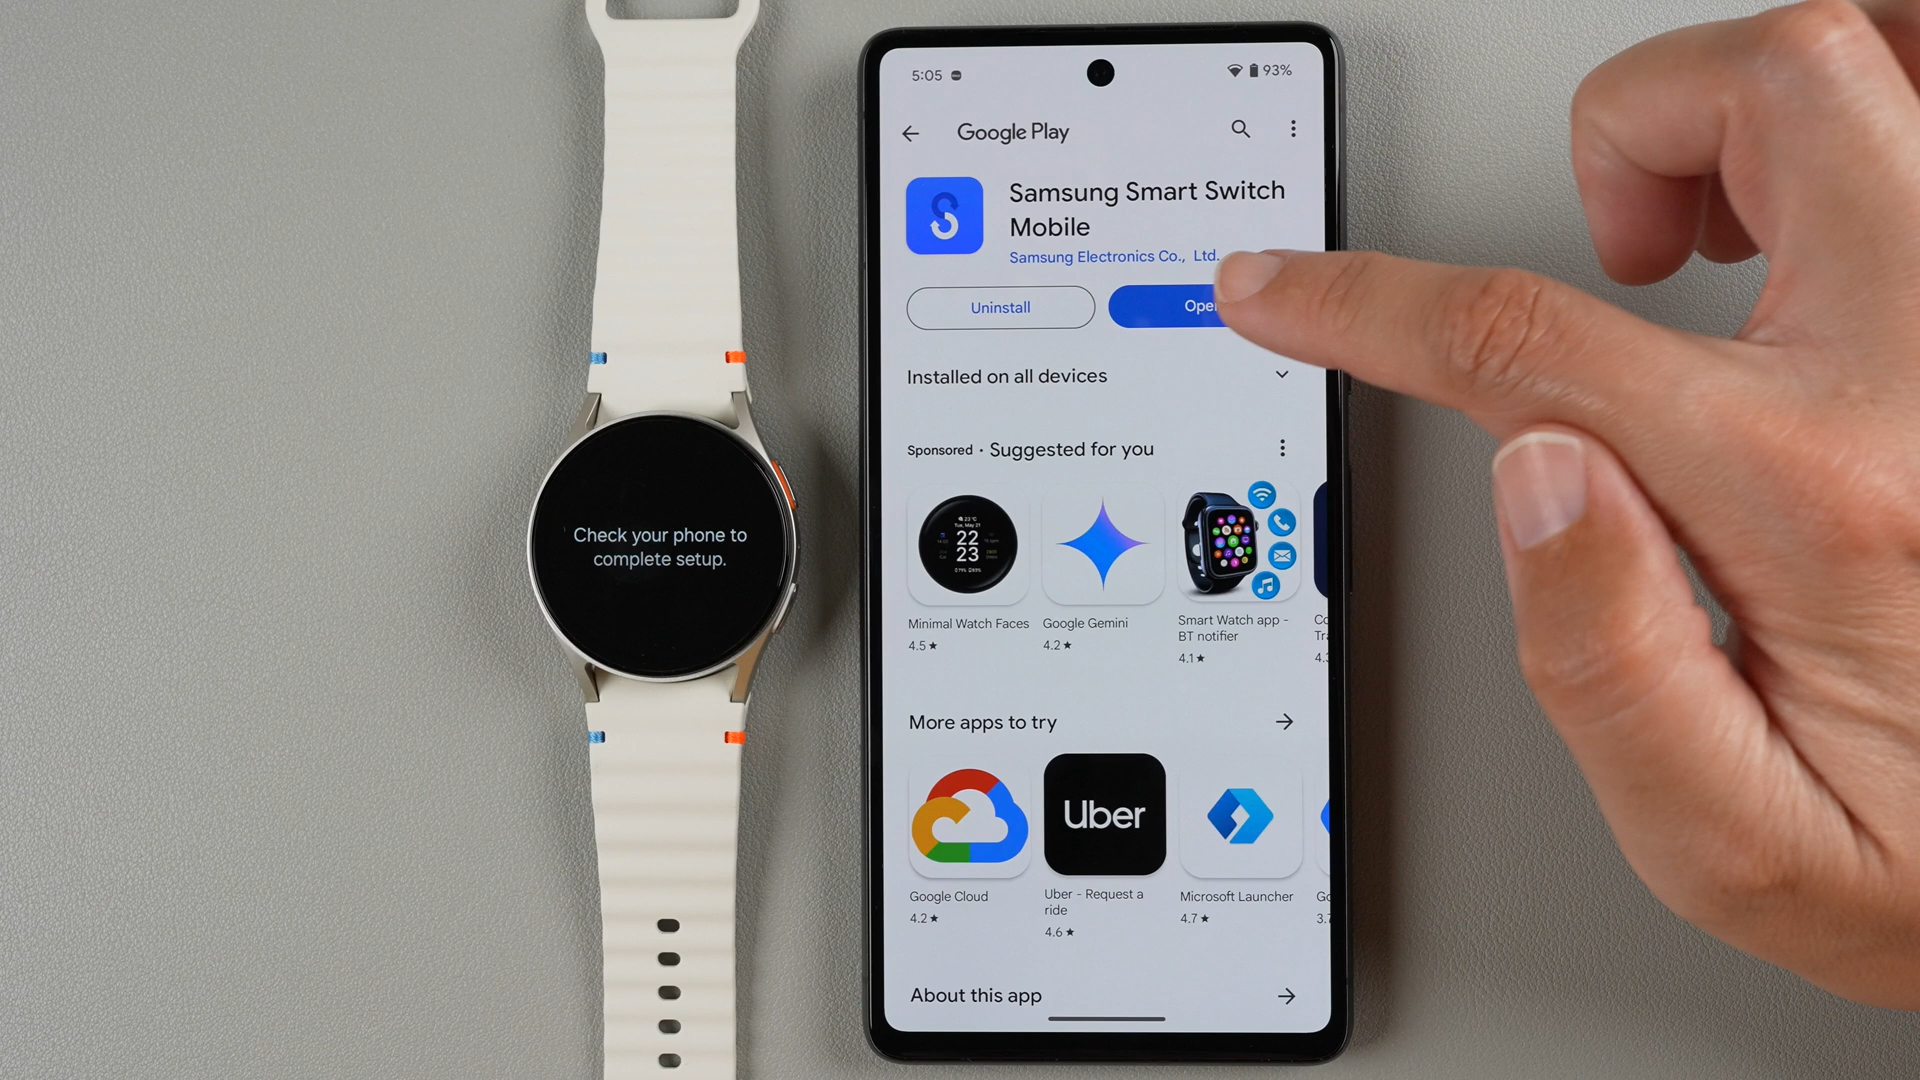 Check your phone to
complete setup.
5:05
93%
Google Play
Samsung Smart Switch
Mobile
Samsung Electronics Co., Ltd.
Uninstall
Ope
Installed on all devices
Sponsored • Suggested for you
22
23
Minimal Watch Faces
4.5★
Google Gemini
4.2★
Smart Watch app -
BT notifier
4.1★
More apps to try
Uber
Google Cloud
4.2★
Uber - Request a
ride
4.6★
Microsoft Launcher
4.7★
About this app